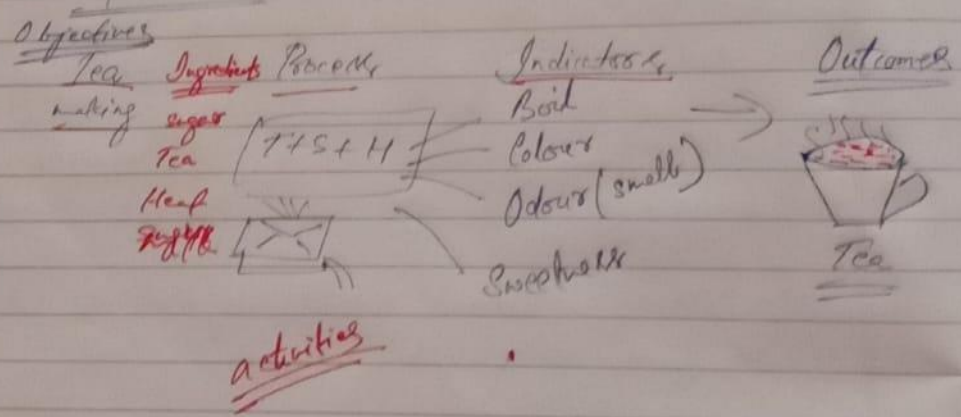 Objectives
Tea Ingredients Process Indicators Outcomes
making sugar
T+S+H
Boil
Tea
Colour
Heat
Odour (smell)
Sweetness
Tea
activities